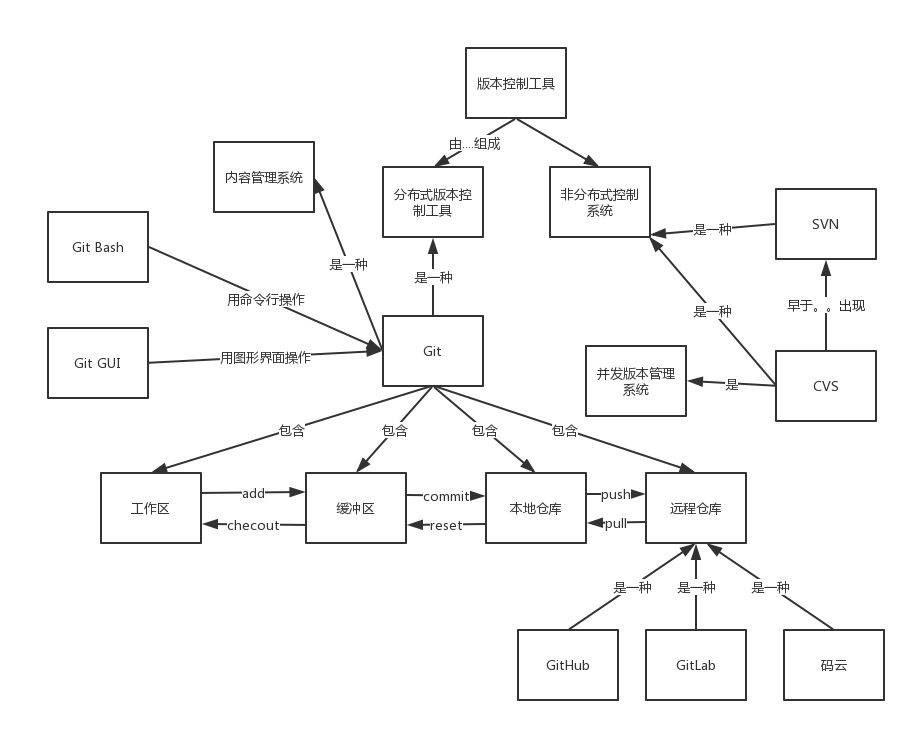 版本控制工具
由....组成
内容管理系统
分布式版本控
制工具
非分布式控制
系统
SVN
Git Bash
是一种
是一种
是一种
用命令行操作
早于。。出现
是一种
Git GUI
用图形界面操作
Git
并发版本管理
系统
是
CVS
包含
包含
包含
包含
工作区
add
checout
缓冲区
commit
reset
本地仓库
push
pull
远程仓库
是一种
是一种
是一种
GitHub
GitLab
码云